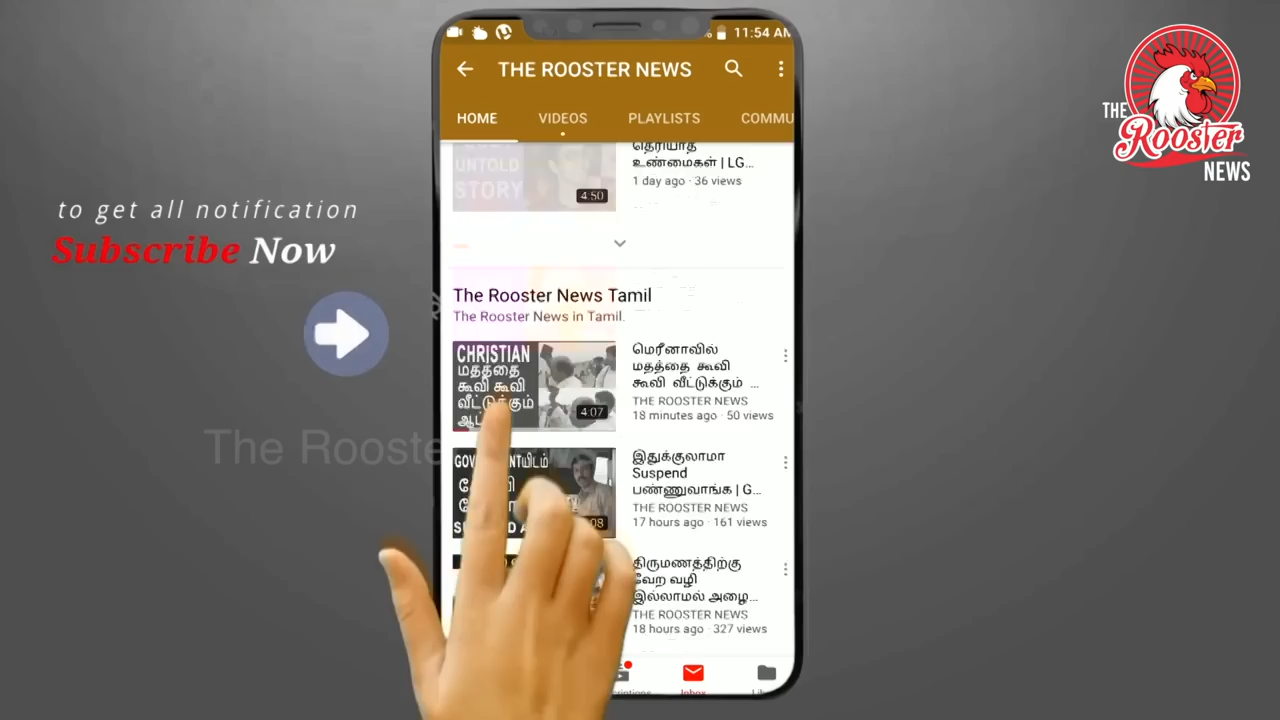 11:54 AM
THE ROOSTER NEWS
HOME VIDEOS PLAYLISTS COMMU
UNTOLD
STORY
4:50
தெரியாத
உண்மைகள் | LG...
1 day ago · 36 views
The Rooster News Tamil
The Rooster News in Tamil.
CHRISTIAN
மதத்தை
கூவி கூவி
வீட்டுக்கும்
4:07
மெரீனாவில்
மதத்தை கூவி
கூவி வீட்டுக்கும் ...
THE ROOSTER NEWS
18 minutes ago · 50 views
இதுக்குலாமா
Suspend
பண்ணுவாங்க | G...
THE ROOSTER NEWS
17 hours ago · 161 views
திருமணத்திற்கு
வேற வழி
இல்லாமல் அழை...
THE ROOSTER NEWS
18 hours ago · 327 views
Inbox
to get all notification
Subscribe Now
The Rooste
THE
Rooster
NEWS